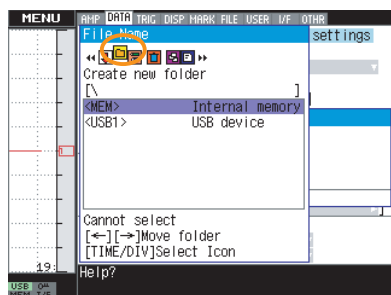 MENU
AMP DATA TRIG DISP MARK FILE USER I/F OTHR
File Name
settings
Create new folder
[\ ]
<MEM> Internal memory
<USB1> USB device
Cannot select
[←][→]Move folder
[TIME/DIV]Select Icon
19:
Help?
USB